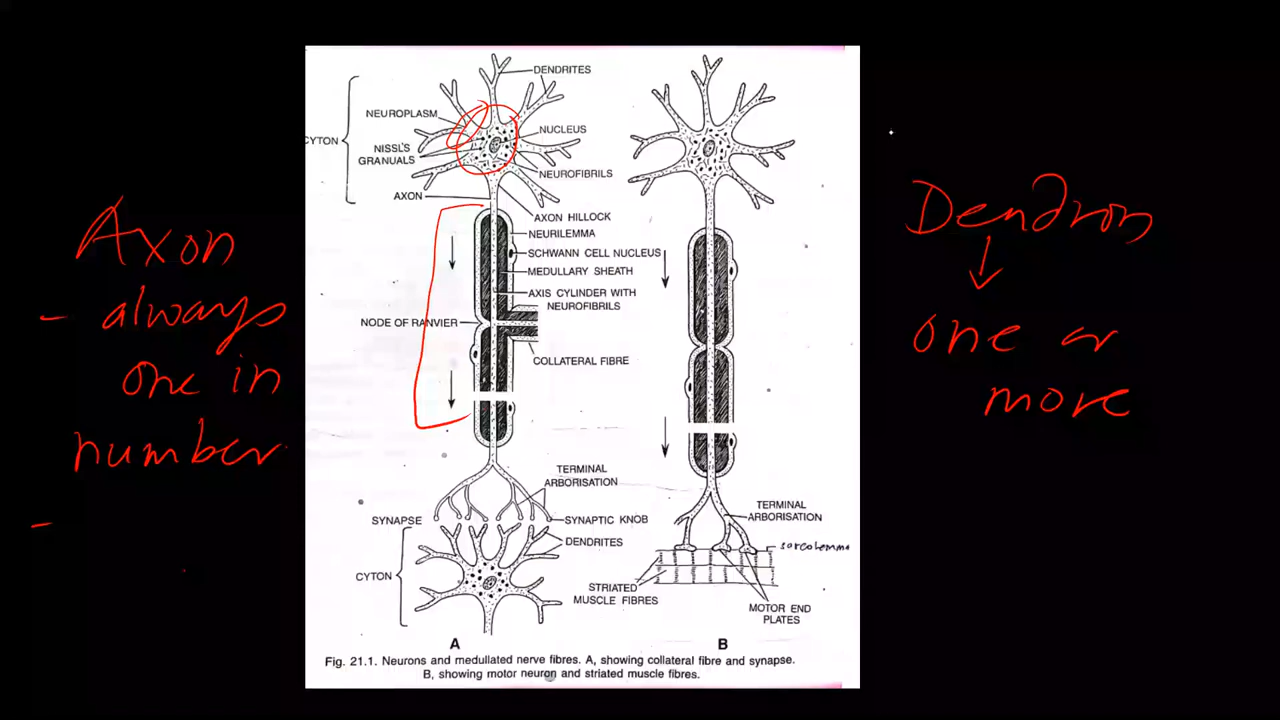 DENDRITES
NEUROPLASM
CYTON
NUCLEUS
NISSL'S
GRANUALS
NEUROFIBRILS
AXON
AXON HILLOCK
NEURILEMMA
SCHWANN CELL NUCLEUS
MEDULLARY SHEATH
AXIS CYLINDER WITH
NEUROFIBRILS
NODE OF RANVIER
COLLATERAL FIBRE
TERMINAL
ARBORISATION
SYNAPSE
SYNAPTIC KNOB
DENDRITES
CYTON
TERMINAL
ARBORISATION
sarcolemma
STRIATED
MUSCLE FIBRES
MOTOR END
PLATES
A
B
Fig. 21.1. Neurons and medullated nerve fibres. A, showing collateral fibre and synapse.
B, showing motor neuron and striated muscle fibres.
Axon
- always
one in
number
-
Dendron
↓
one or
more